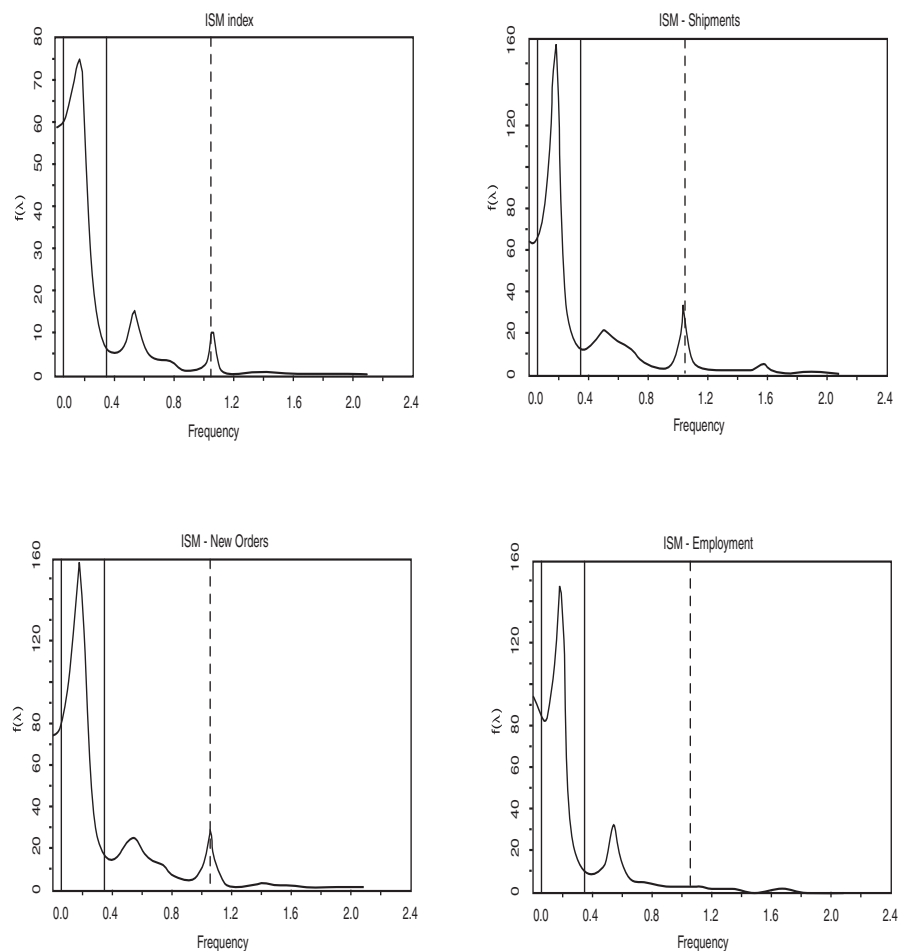 ISM index
80
70
60
50
40
30
20
10
0
f(λ)
0.0 0.4 0.8 1.2 1.6 2.0 2.4
Frequency
ISM - Shipments
160
120
80
60
40
20
0
f(λ)
0.0 0.4 0.8 1.2 1.6 2.0 2.4
Frequency
ISM - New Orders
160
120
80
60
40
20
0
f(λ)
0.0 0.4 0.8 1.2 1.6 2.0 2.4
Frequency
ISM - Employment
160
120
80
60
40
20
0
f(λ)
0.0 0.4 0.8 1.2 1.6 2.0 2.4
Frequency